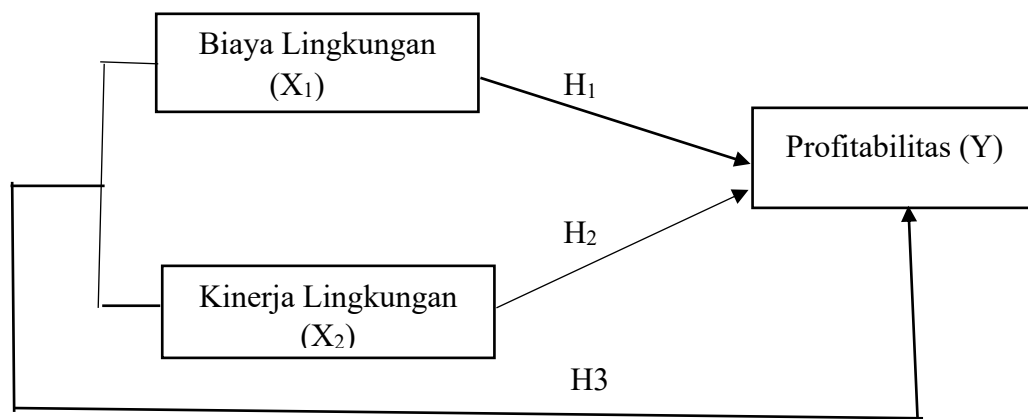 Biaya Lingkungan
(X₁)
H₁
Profitabilitas (Y)
H₂
Kinerja Lingkungan
(X₂)
H3